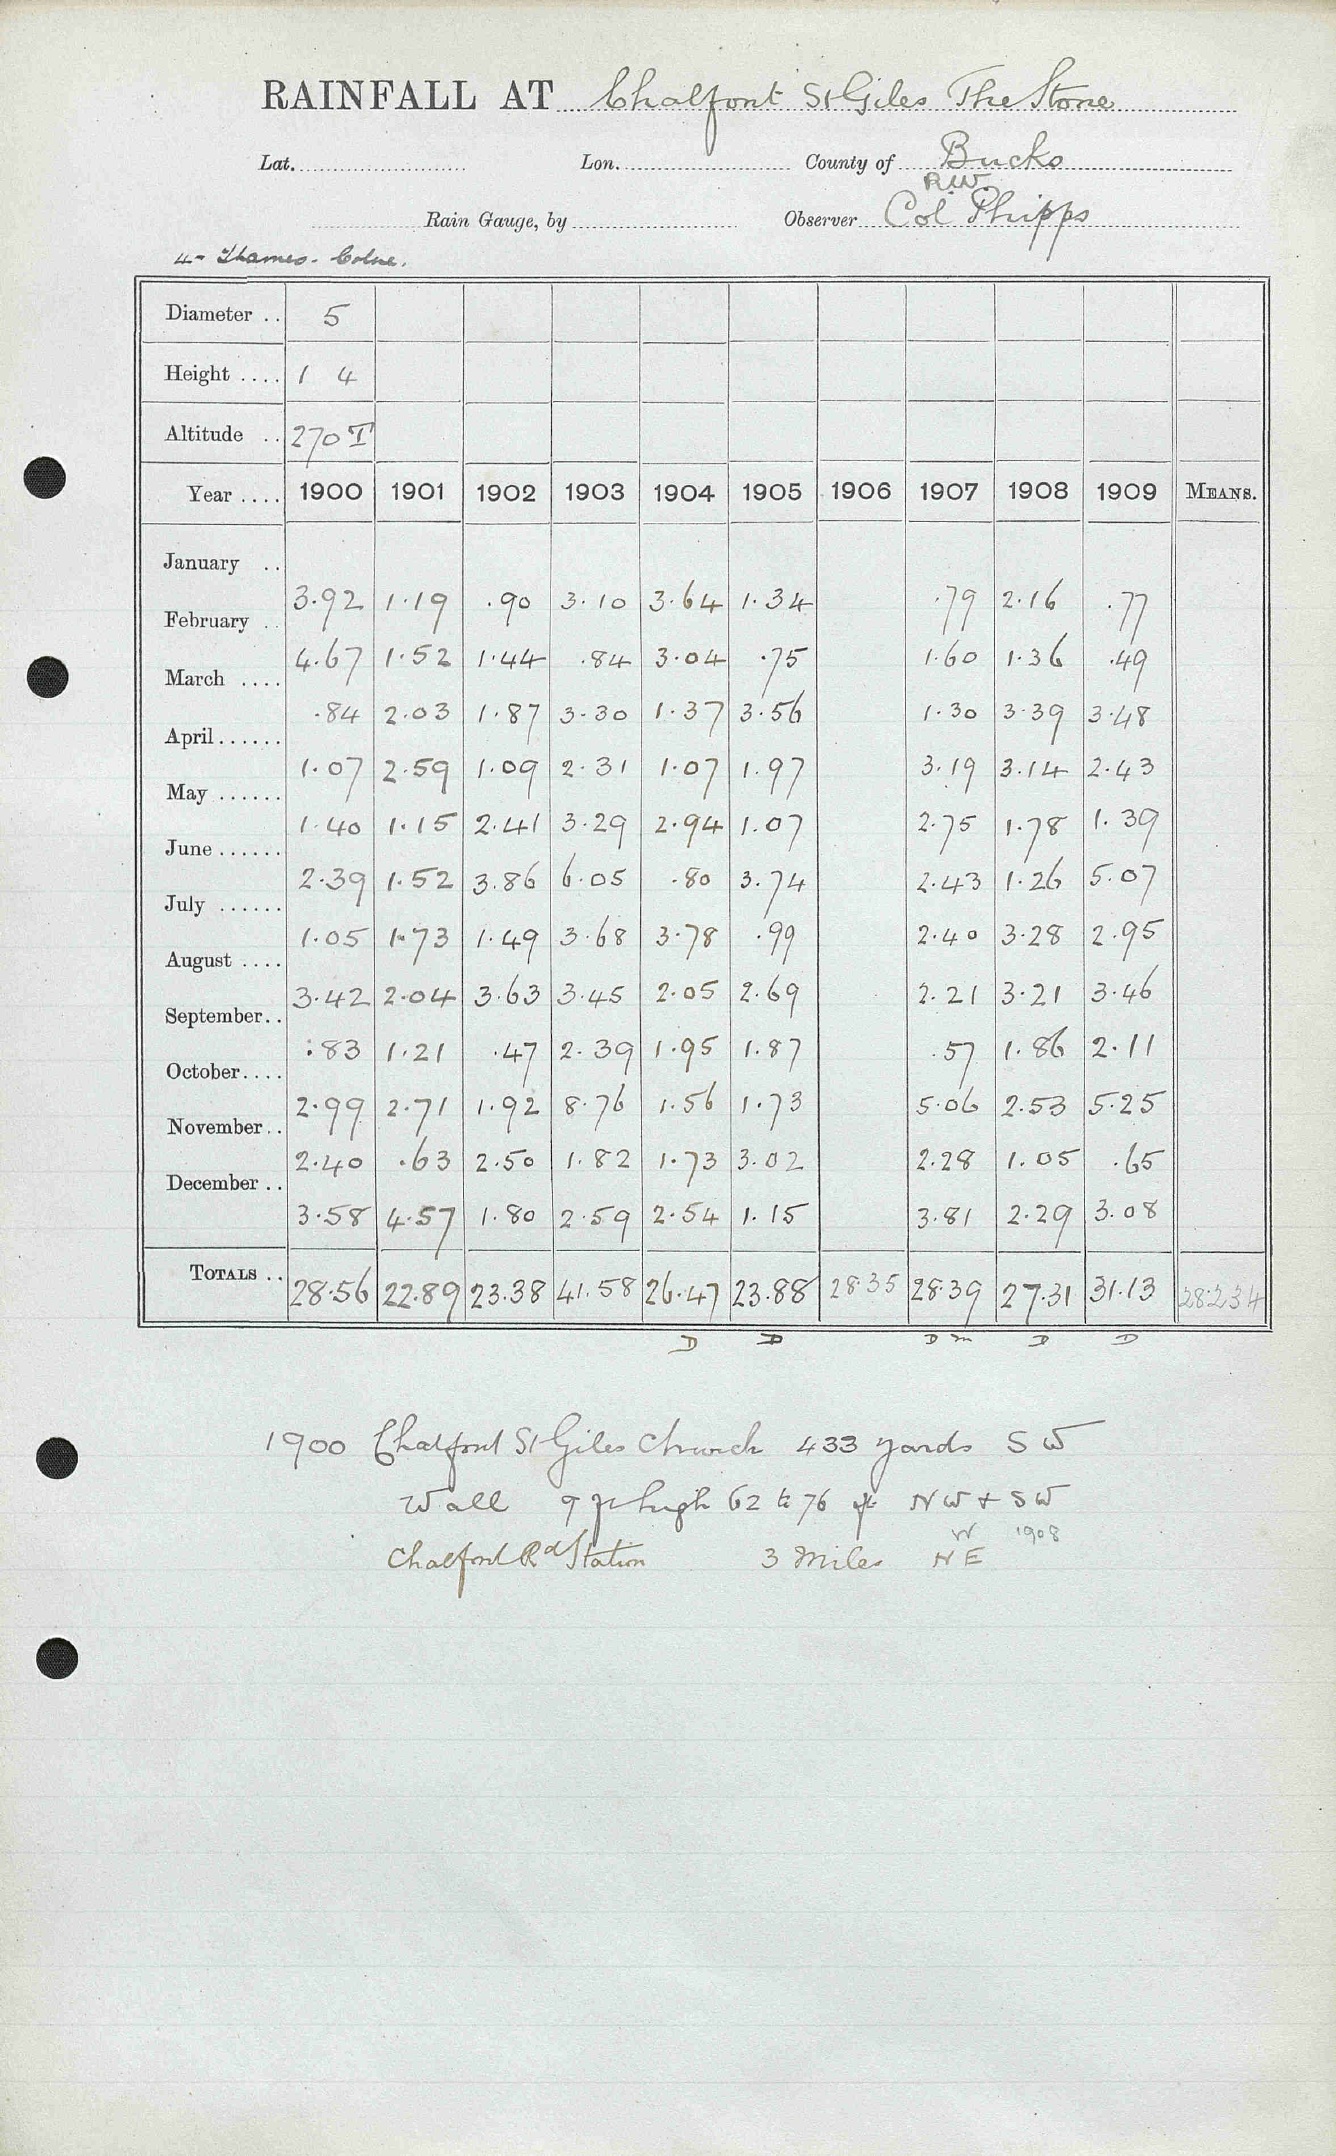 RAINFALL AT Chalfont St Giles The Stone
Lat. Lon. County of Bucks
R.W.
Rain Gauge, by Observer Col Phipps
4- Thames - Colne.
Diameter .. 5
Height .... 1 4
Altitude .. 270 T
Year .... 1900 1901 1902 1903 1904 1905 1906 1907 1908 1909 MEANS.
January ..
3.92 1.19 .90 3.10 3.64 1.34 .79 2.16 .77
February ..
4.67 1.52 1.44 .84 3.04 .75 1.60 1.36 .49
March ....
.84 2.03 1.87 3.30 1.37 3.56 1.30 3.39 3.48
April ......
1.07 2.59 1.09 2.31 1.07 1.97 3.19 3.14 2.43
May ......
1.40 1.15 2.41 3.29 2.94 1.07 2.75 1.78 1.39
June ......
2.39 1.52 3.86 6.05 .80 3.74 2.43 1.26 5.07
July ......
1.05 1.73 1.49 3.68 3.78 .99 2.40 3.28 2.95
August ....
3.42 2.04 3.63 3.45 2.05 2.69 2.21 3.21 3.46
September..
.83 1.21 .47 2.39 1.95 1.87 .57 1.86 2.11
October....
2.99 2.71 1.92 8.76 1.56 1.73 5.06 2.53 5.25
November..
2.40 .63 2.50 1.82 1.73 3.02 2.28 1.05 .65
December ..
3.58 4.57 1.80 2.59 2.54 1.15 3.81 2.29 3.08
TOTALS .. 28.56 22.89 23.38 41.58 26.47 23.88 28.35 28.39 27.31 31.13 28.234
D D D m D D
1900 Chalfont St Giles Church 433 yards SW
Wall 9 ft high 62 to 76 ft NW + SW
W 1908
Chalfont Rd Station 3 Miles NE